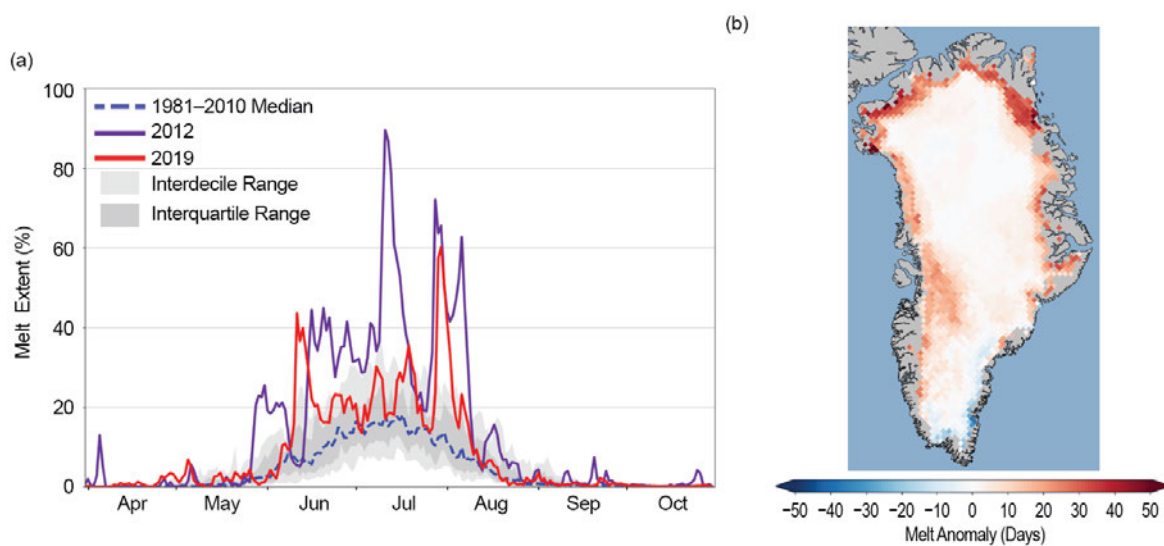 (a)
100
80
60
40
20
0
Melt Extent (%)
1981–2010 Median
2012
2019
Interdecile Range
Interquartile Range
Apr May Jun Jul Aug Sep Oct
(b)
−50 −40 −30 −20 −10 0 10 20 30 40 50
Melt Anomaly (Days)